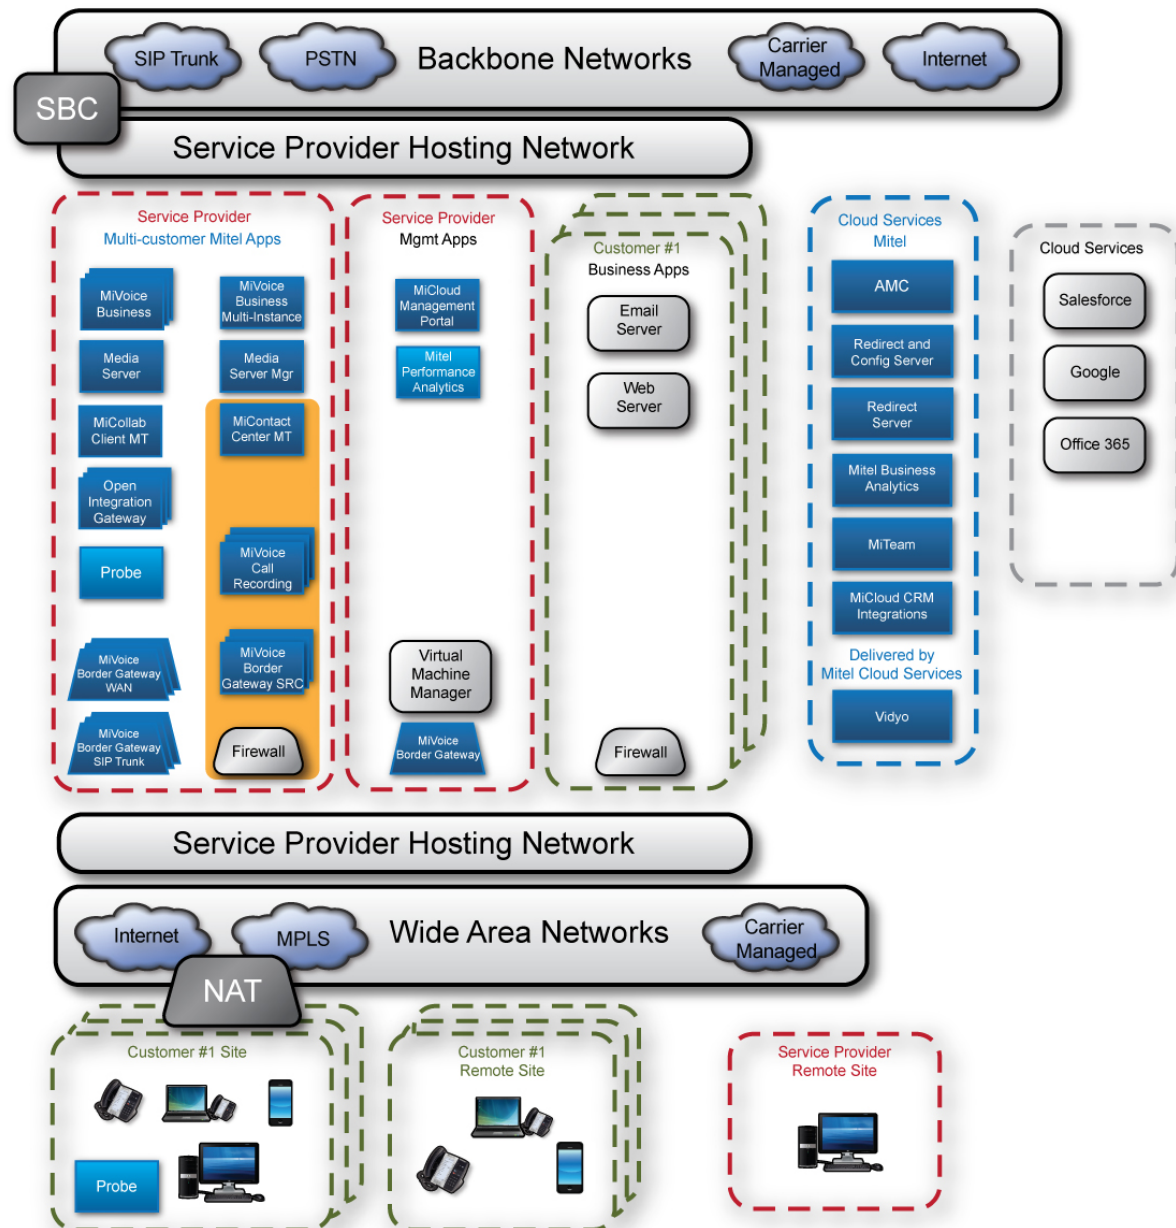 SIP Trunk
PSTN
Backbone Networks
Carrier
Managed
Internet
SBC
Service Provider Hosting Network
Service Provider
Multi-customer Mitel Apps
MiVoice
Business
MiVoice
Business
Multi-Instance
Media
Server
Media
Server Mgr
MiCollab
Client MT
MiContact
Center MT
Open
Integration
Gateway
Probe
MiVoice
Call
Recording
MiVoice
Border Gateway
WAN
MiVoice
Border
Gateway SRC
MiVoice
Border Gateway
SIP Trunk
Firewall
Service Provider
Mgmt Apps
MiCloud
Management
Portal
Mitel
Performance
Analytics
Virtual
Machine
Manager
MiVoice
Border Gateway
Customer #1
Business Apps
Email
Server
Web
Server
Firewall
Cloud Services
Mitel
AMC
Redirect and
Config Server
Redirect
Server
Mitel Business
Analytics
MiTeam
MiCloud CRM
Integrations
Delivered by
Mitel Cloud Services
Vidyo
Cloud Services
Salesforce
Google
Office 365
Service Provider Hosting Network
Internet
MPLS
Wide Area Networks
Carrier
Managed
NAT
Customer #1 Site
Probe
Customer #1
Remote Site
Service Provider
Remote Site